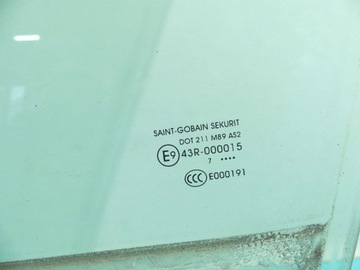 SAINT-GOBAIN SEKURIT
DOT 211 M89 AS2
E9 43R-000015
7 ••••
CCC E000191